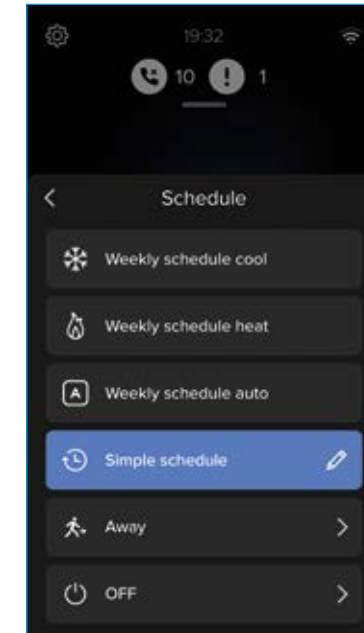 19:32
10 1
Schedule
Weekly schedule cool
Weekly schedule heat
A Weekly schedule auto
Simple schedule
Away
OFF